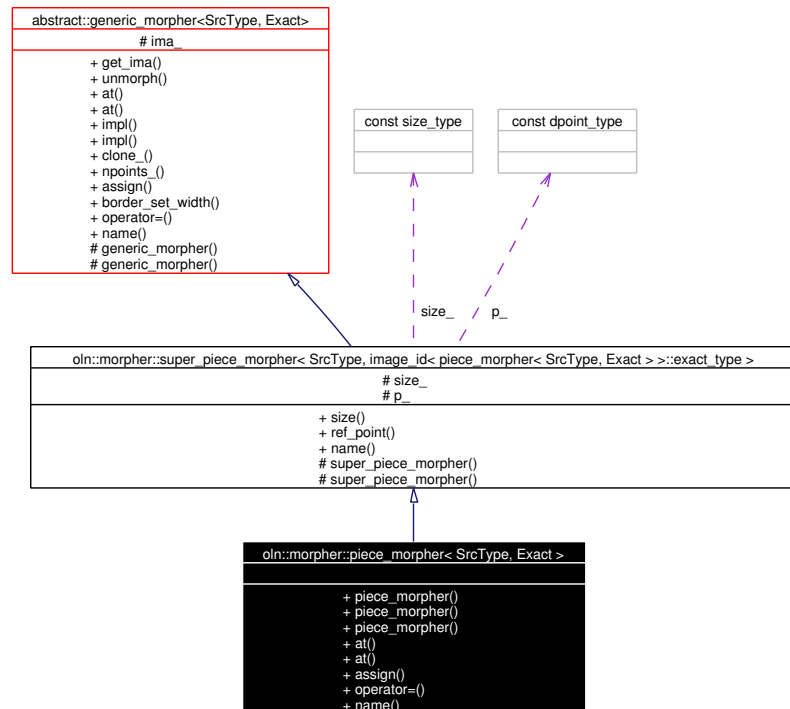 abstract::generic_morpher<SrcType, Exact>
# ima_
+ get_ima()
+ unmorph()
+ at()
+ at()
+ impl()
+ impl()
+ clone_()
+ npoints_()
+ assign()
+ border_set_width()
+ operator=()
+ name()
# generic_morpher()
# generic_morpher()
const size_type
const dpoint_type
size_
p_
oln::morpher::super_piece_morpher< SrcType, image_id< piece_morpher< SrcType, Exact > >::exact_type >
# size_
# p_
+ size()
+ ref_point()
+ name()
# super_piece_morpher()
# super_piece_morpher()
oln::morpher::piece_morpher< SrcType, Exact >
+ piece_morpher()
+ piece_morpher()
+ piece_morpher()
+ at()
+ at()
+ assign()
+ operator=()
+ name()